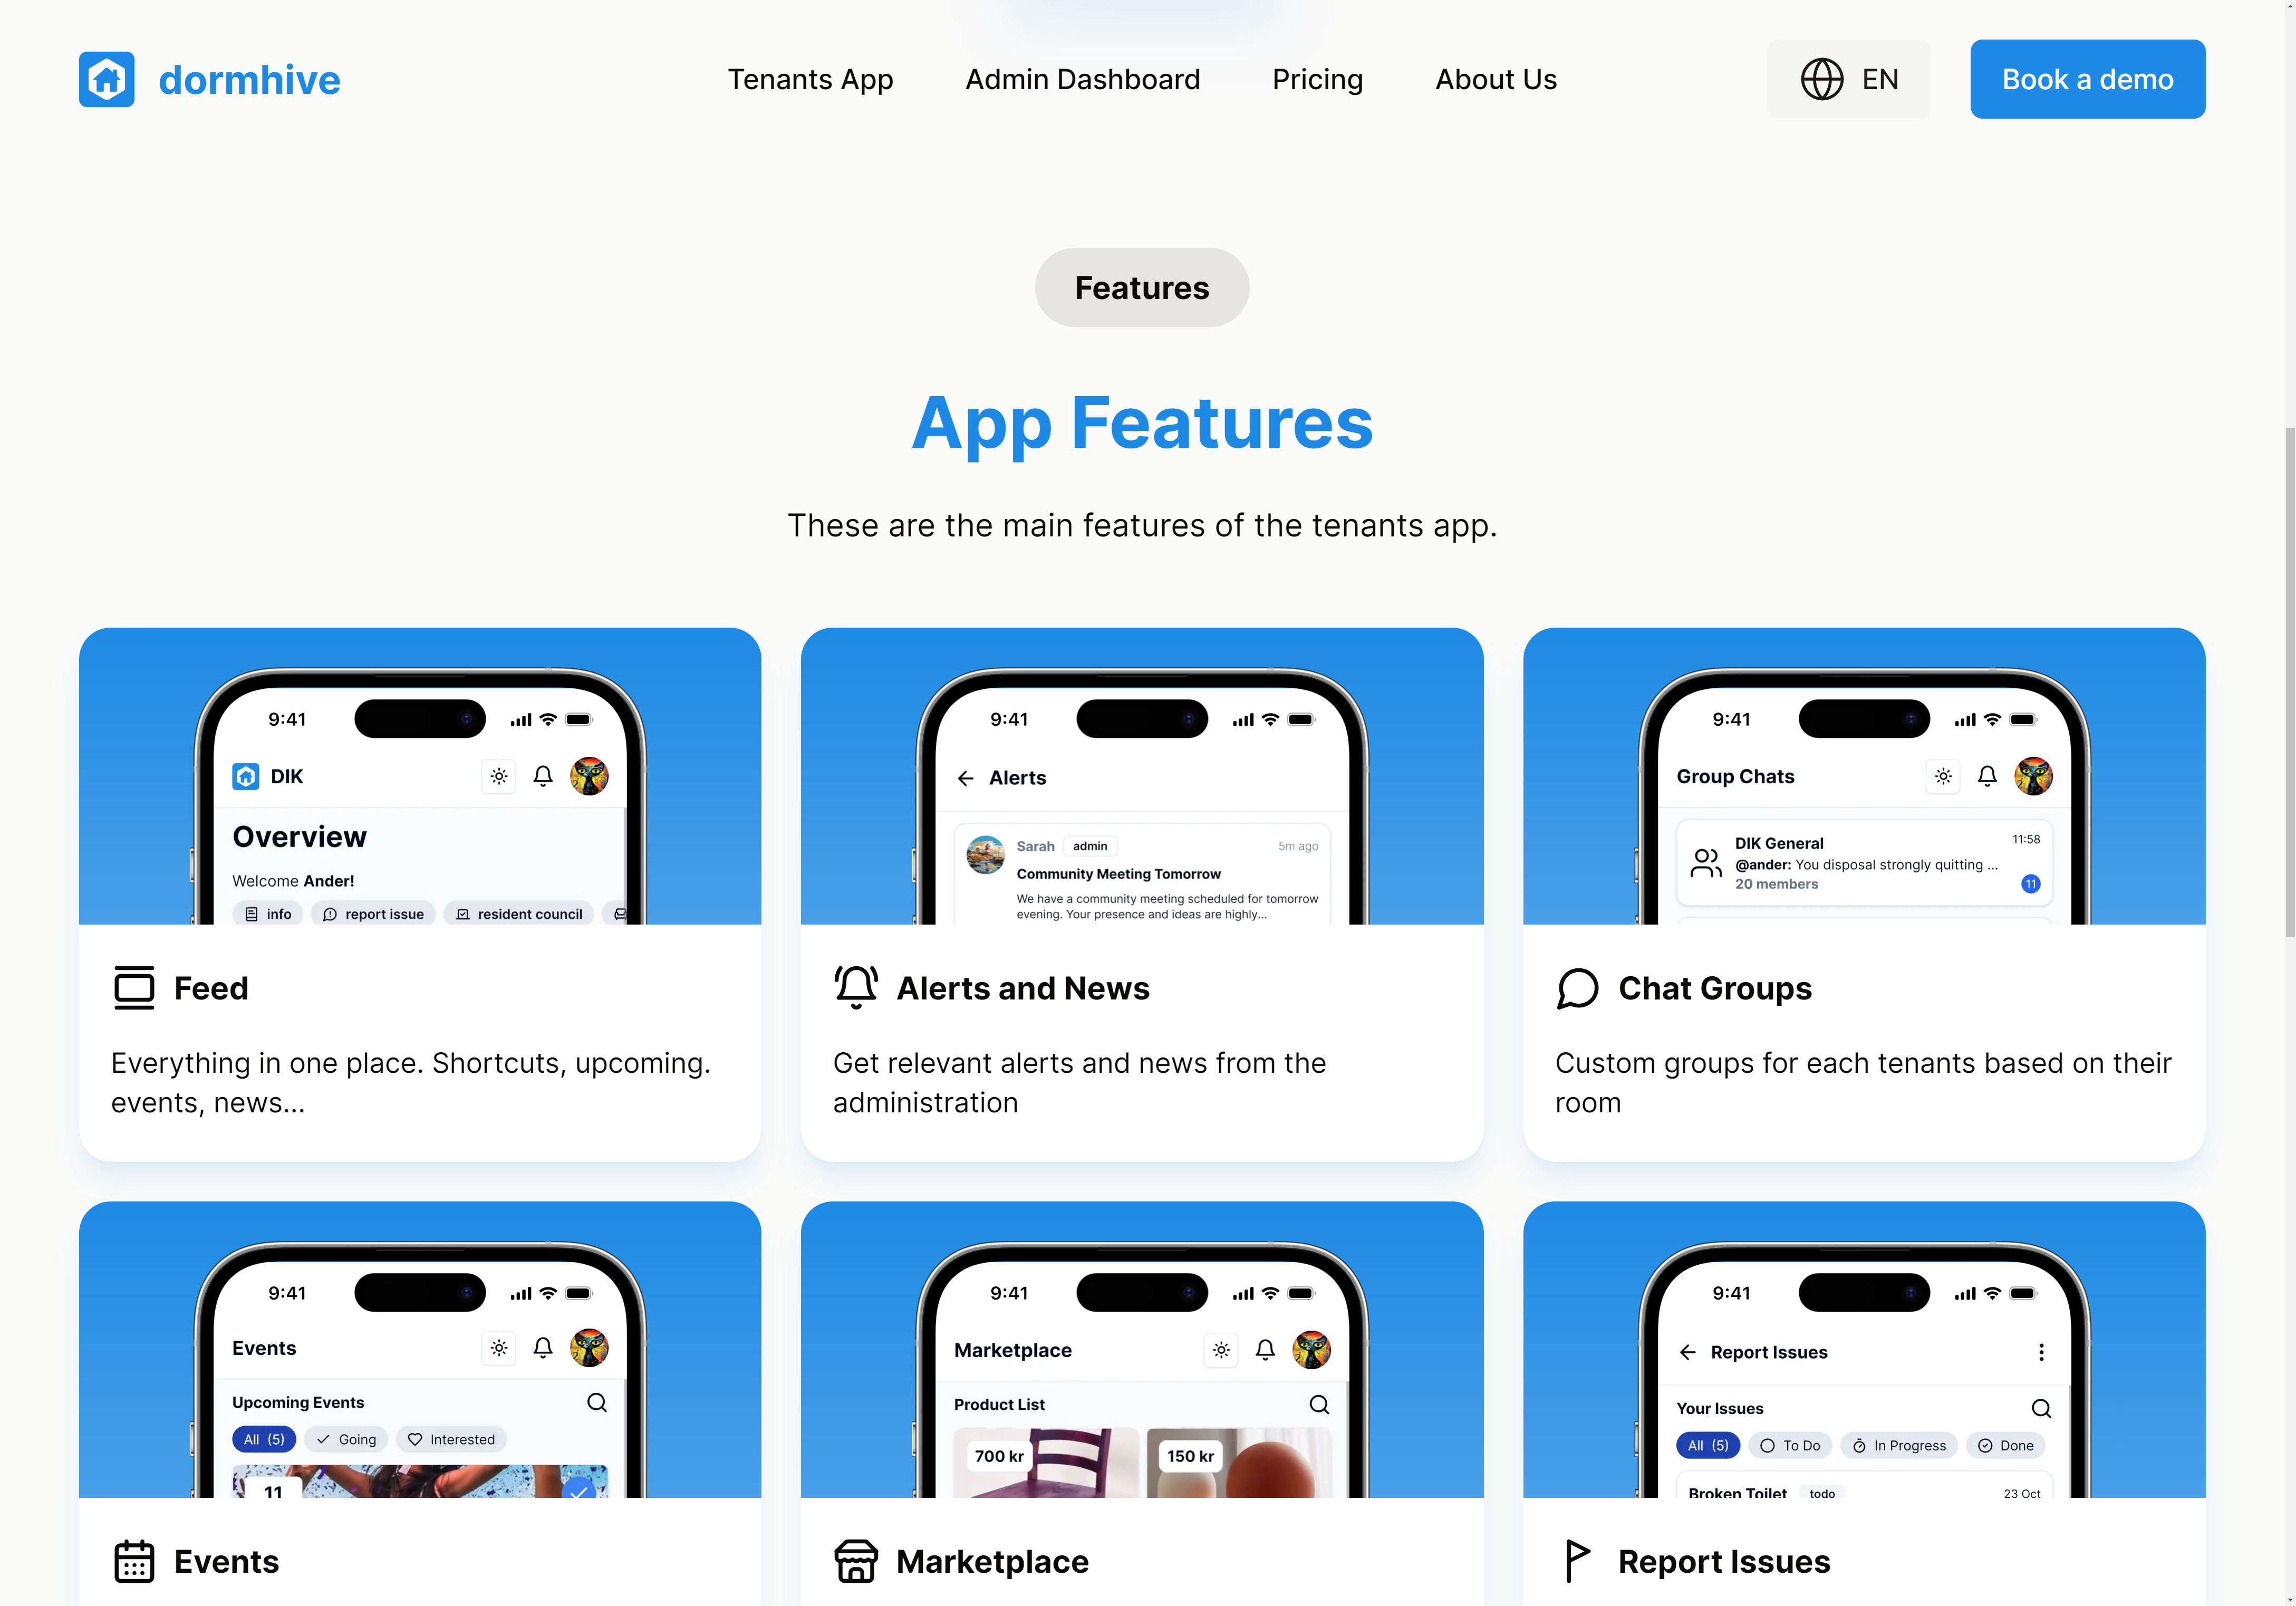 dormhive
Tenants App
Admin Dashboard
Pricing
About Us
EN
Book a demo
Features
App Features
These are the main features of the tenants app.
9:41
DIK
Overview
Welcome Ander!
info
report issue
resident council
Feed
Everything in one place. Shortcuts, upcoming.
events, news...
9:41
Alerts
Sarah admin 5m ago
Community Meeting Tomorrow
We have a community meeting scheduled for tomorrow
evening. Your presence and ideas are highly...
Alerts and News
Get relevant alerts and news from the
administration
9:41
Group Chats
DIK General 11:58
@ander: You disposal strongly quitting ...
20 members 11
Chat Groups
Custom groups for each tenants based on their
room
9:41
Events
Upcoming Events
All (5) Going Interested
11
Events
9:41
Marketplace
Product List
700 kr 150 kr
Marketplace
9:41
Report Issues
Your Issues
All (5) To Do In Progress Done
Broken Toilet todo 23 Oct
Report Issues